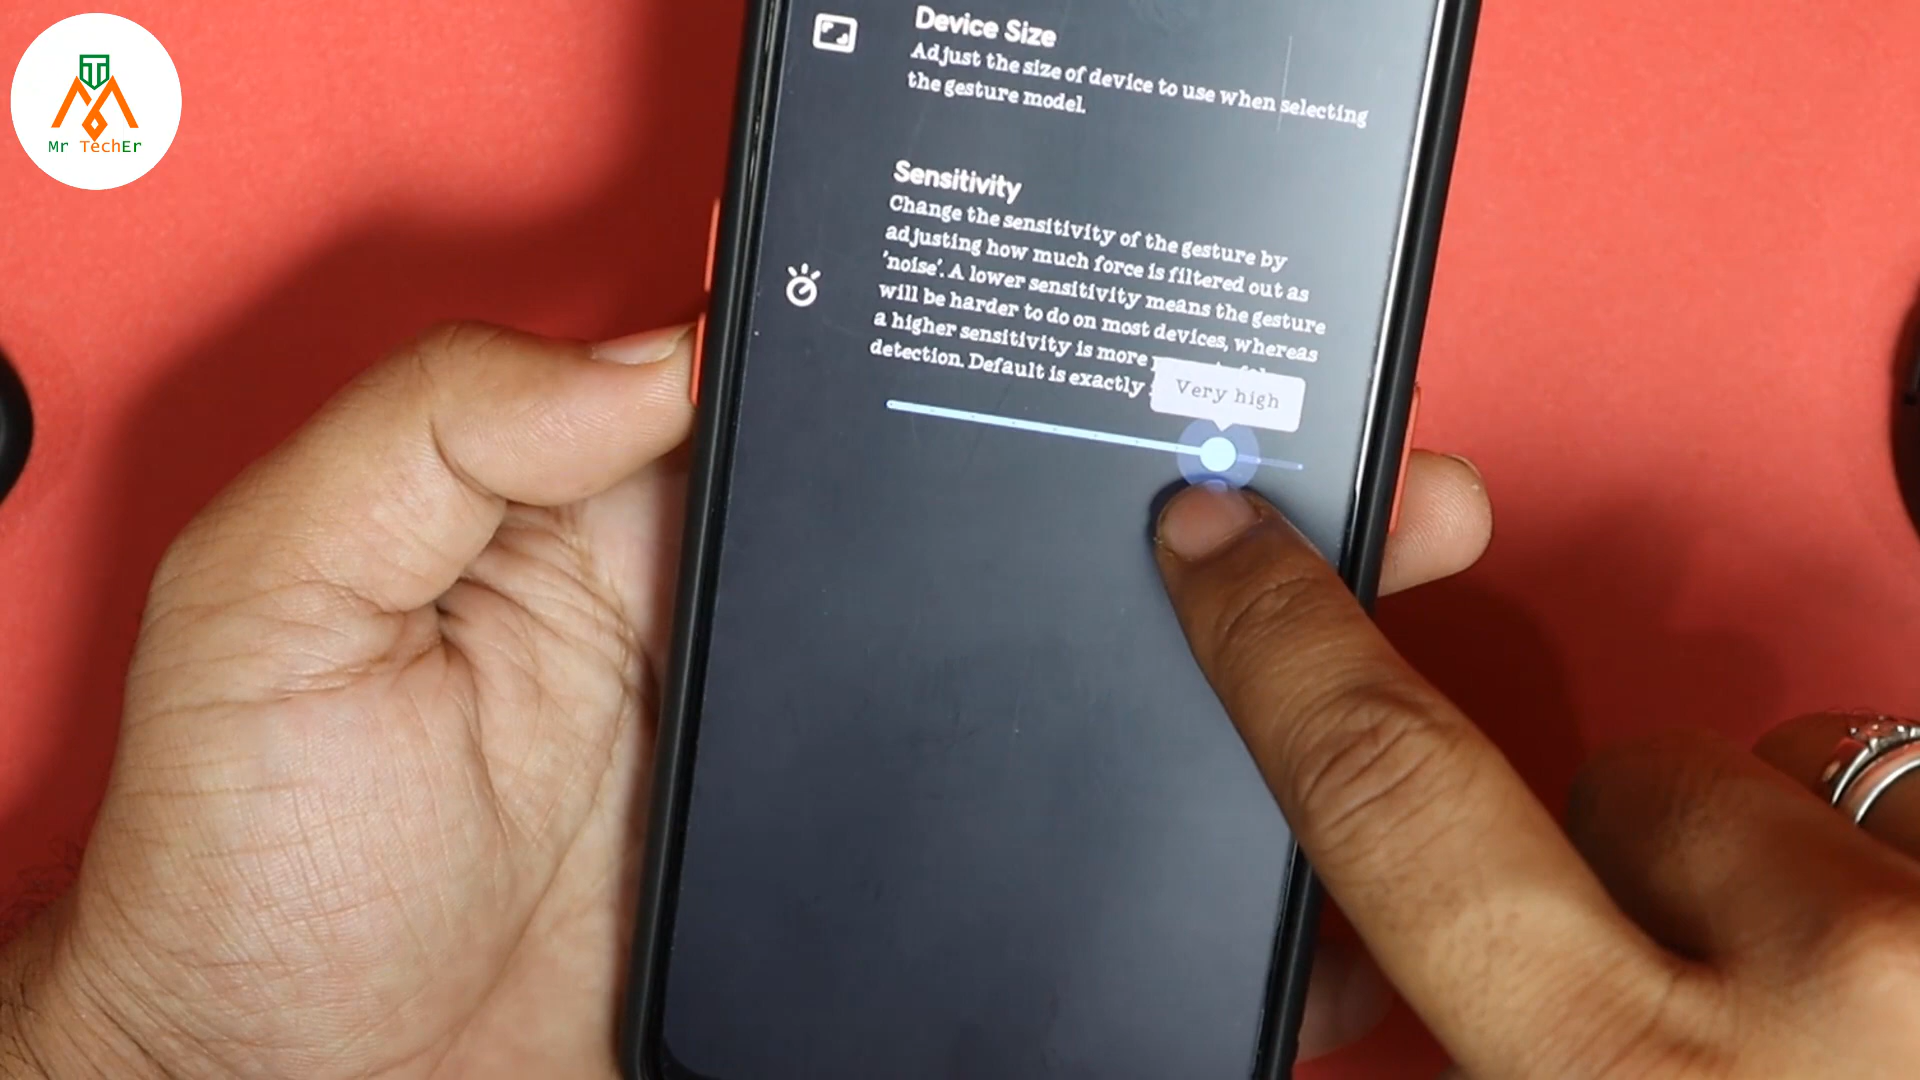 Mr TechEr
Device Size
Adjust the size of device to use when selecting
the gesture model.
Sensitivity
Change the sensitivity of the gesture by
adjusting how much force is filtered out as
'noise'. A lower sensitivity means the gesture
will be harder to do on most devices, whereas
a higher sensitivity is more
detection. Default is exactly
Very high